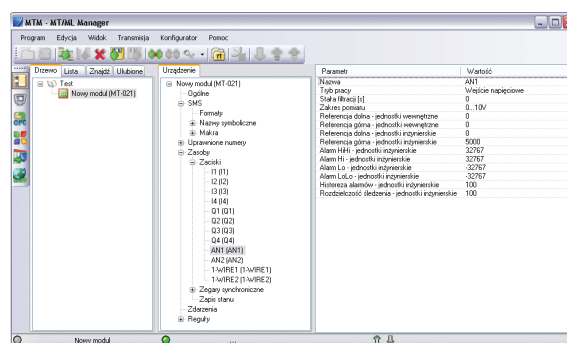 MTM - MT/ML Manager
Program Edycja Widok Transmisja Konfigurator Pomoc
Drzewo Lista Znajdź Ulubione
Test
Nowy moduł (MT-021)
Urządzenie
Nowy moduł (MT-021)
Ogólne
SMS
Formaty
Nazwy symboliczne
Makra
Uprawnione numery
Zasoby
Zaciski
I1 (I1)
I2 (I2)
I3 (I3)
I4 (I4)
Q1 (Q1)
Q2 (Q2)
Q3 (Q3)
Q4 (Q4)
AN1 (AN1)
AN2 (AN2)
1-WIRE1 (1-WIRE1)
1-WIRE2 (1-WIRE2)
Zegary synchroniczne
Zapis stanu
Zdarzenia
Reguły
Parametr Wartość
Nazwa AN1
Tryb pracy Wejście napięciowe
Stała filtracji [s] 0
Zakres pomiaru 0...10V
Referencja dolna - jednostki wewnętrzne 0
Referencja górna - jednostki wewnętrzne 0
Referencja dolna - jednostki inżynierskie 0
Referencja górna - jednostki inżynierskie 5000
Alarm HiHi - jednostki inżynierskie 32767
Alarm Hi - jednostki inżynierskie 32767
Alarm Lo - jednostki inżynierskie -32767
Alarm LoLo - jednostki inżynierskie -32767
Histereza alarmów - jednostki inżynierskie 100
Rozdzielczość śledzenia - jednostki inżynierskie 100
OPC
Nowy moduł ...